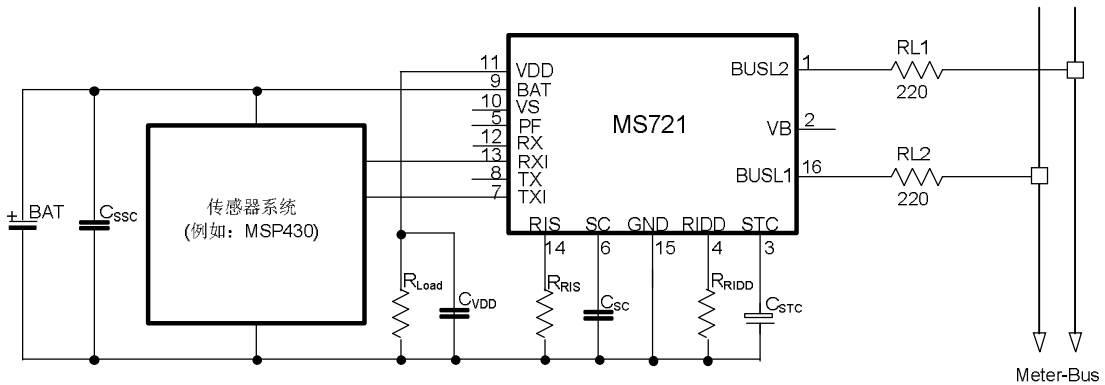 11
VDD
9
BAT
10
VS
5
PF
12
RX
13
RXI
8
TX
7
TXI
MS721
BUSL2
1
VB
2
BUSL1
16
RIS
SC
GND
RIDD
STC
14
6
15
4
3
RL1
220
RL2
220
BAT
CSSC
传感器系统
(例如：MSP430)
RLoad
CVDD
RRIS
CSC
RRIDD
CSTC
Meter-Bus